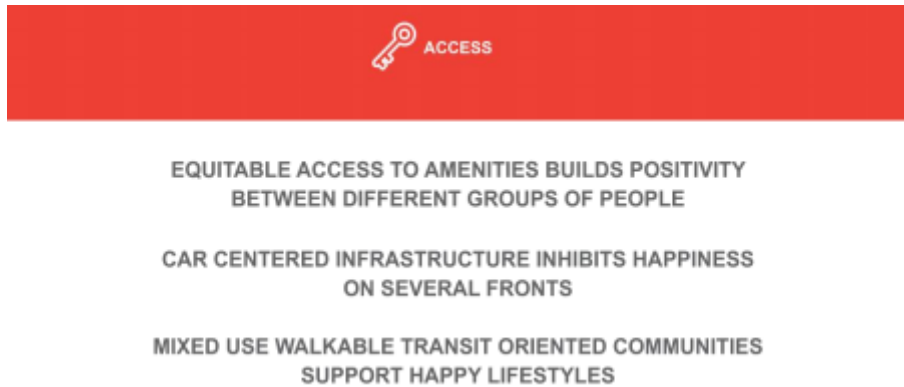 ACCESS
EQUITABLE ACCESS TO AMENITIES BUILDS POSITIVITY
BETWEEN DIFFERENT GROUPS OF PEOPLE
CAR CENTERED INFRASTRUCTURE INHIBITS HAPPINESS
ON SEVERAL FRONTS
MIXED USE WALKABLE TRANSIT ORIENTED COMMUNITIES
SUPPORT HAPPY LIFESTYLES